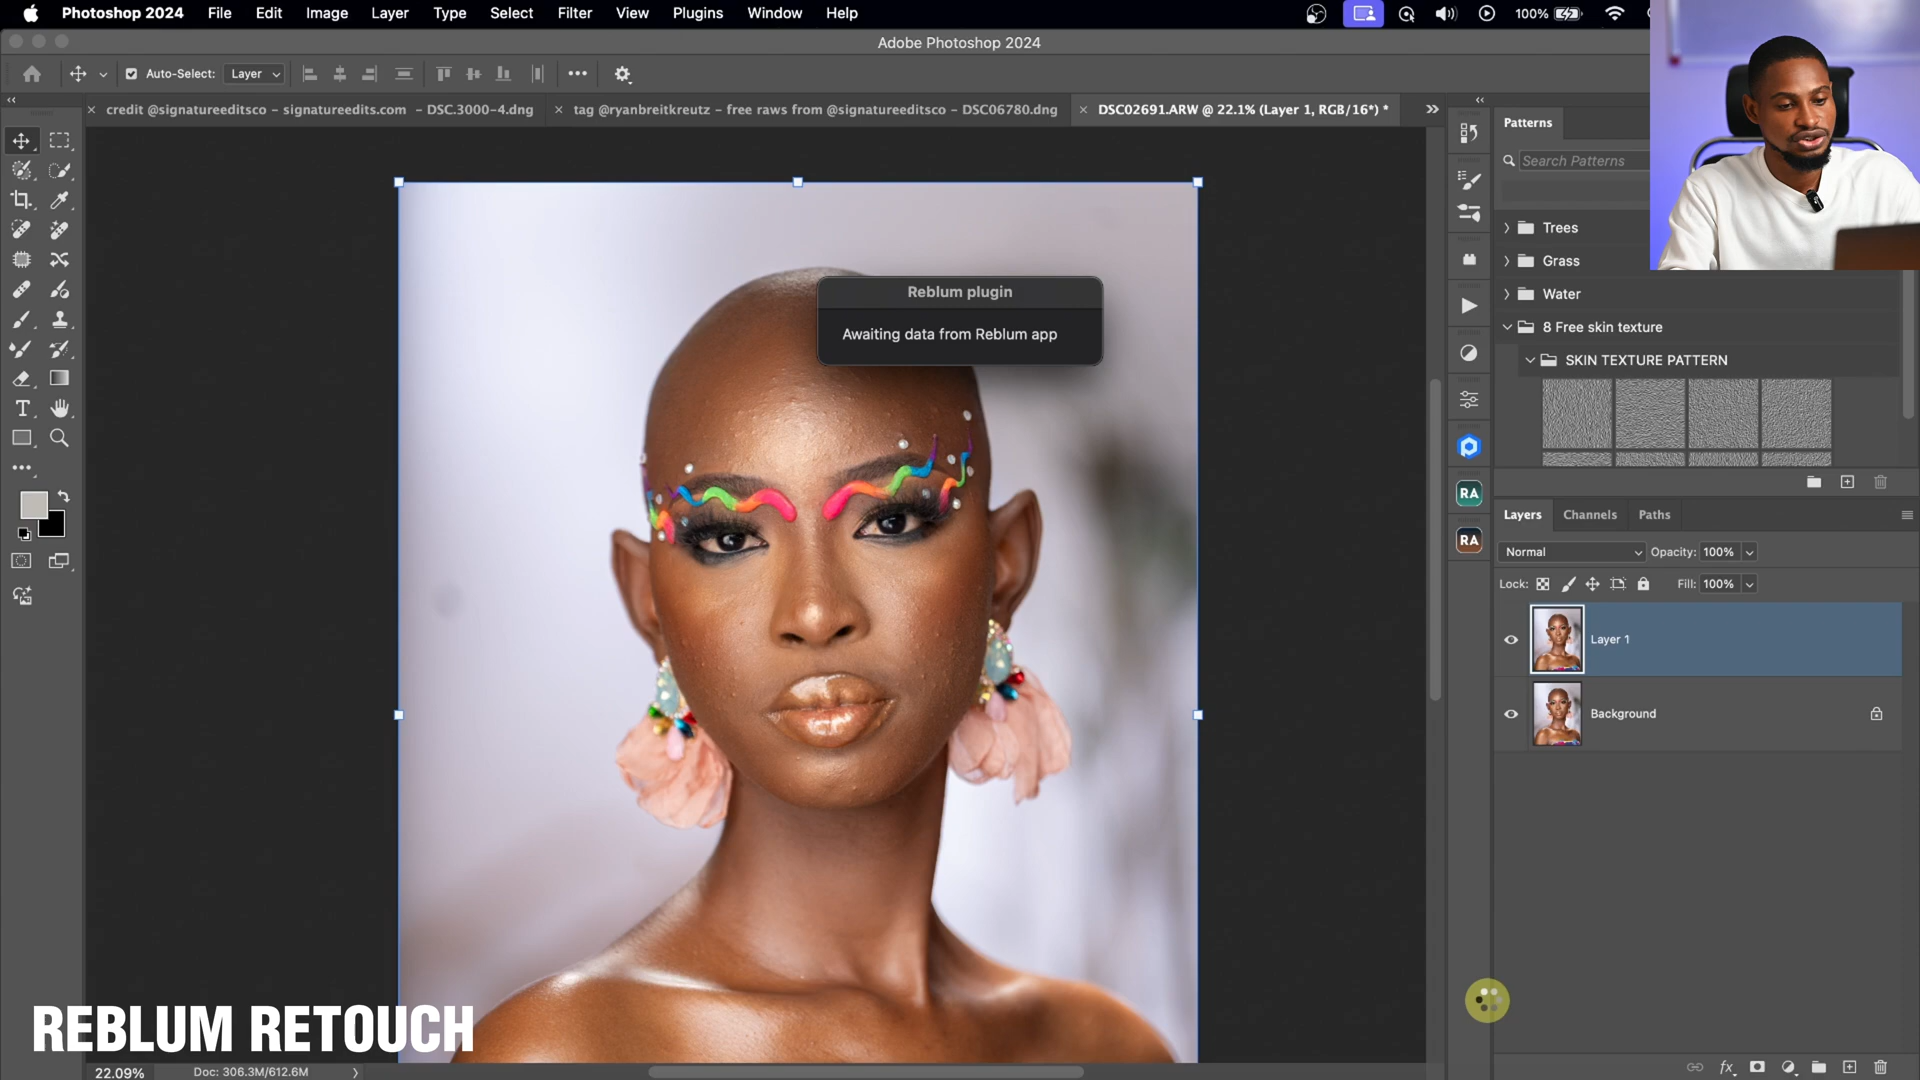 Photoshop 2024 File Edit Image Layer Type Select Filter View Plugins Window Help 100%
Adobe Photoshop 2024
Auto-Select: Layer
credit @signatureeditsco - signatureedits.com - DSC.3000-4.dng
tag @ryanbreitkreutz - free raws from @signatureeditsco - DSC06780.dng
DSC02691.ARW @ 22.1% (Layer 1, RGB/16*) *
Patterns
Search Patterns
Trees
Grass
Water
8 Free skin texture
SKIN TEXTURE PATTERN
Reblum plugin
Awaiting data from Reblum app
RA
RA
Layers Channels Paths
Normal Opacity: 100%
Lock: Fill: 100%
Layer 1
Background
fx
T
REBLUM RETOUCH
22.09% Doc: 306.3M/612.6M